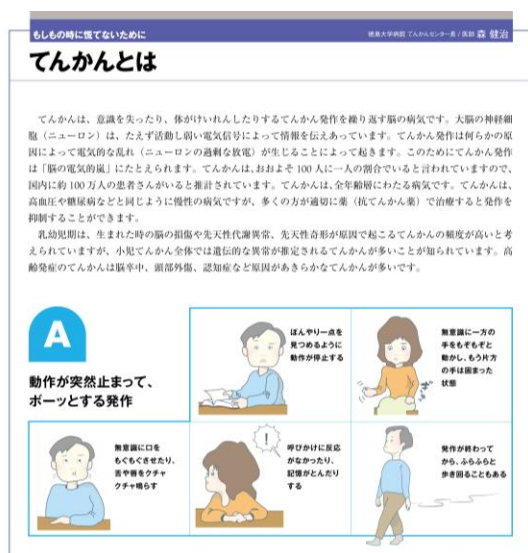 もしもの時に慌てないために
徳島大学病院 てんかんセンター長/医師 森 健治
てんかんとは
てんかんは、意識を失ったり、体がけいれんしたりするてんかん発作を繰り返す脳の病気です。大脳の神経細
胞（ニューロン）は、たえず活動し弱い電気信号によって情報を伝えあっています。てんかん発作は何らかの原
因によって電気的な乱れ（ニューロンの過剰な放電）が生じることによって起きます。このためにてんかん発作
は「脳の電気的嵐」にたとえられます。てんかんは、おおよそ100人に一人の割合でいると言われていますので、
国内に約100万人の患者さんがいると推計されています。てんかんは、全年齢層にわたる病気です。てんかんは、
高血圧や糖尿病などと同じように慢性の病気ですが、多くの方が適切に薬（抗てんかん薬）で治療すると発作を
抑制することができます。
乳幼児期は、生まれた時の脳の損傷や先天性代謝異常、先天性奇形が原因で起こるてんかんの頻度が高いと考
えられていますが、小児てんかん全体では遺伝的な異常が推定されるてんかんが多いことが知られています。高
齢発症のてんかんは脳卒中、頭部外傷、認知症など原因があきらかなてんかんが多いです。
A
動作が突然止まって、
ボーッとする発作
ぼんやり一点を
見つめるように
動作が停止する
無意識に一方の
手をもぞもぞと
動かし、もう片方
の手は固まった
状態
無意識に口を
もぐもぐさせたり、
舌や唇をクチャ
クチャ鳴らす
!
呼びかけに反応
がなかったり、
記憶がとんだり
する
発作が終わって
から、ふらふらと
歩き回ることもある